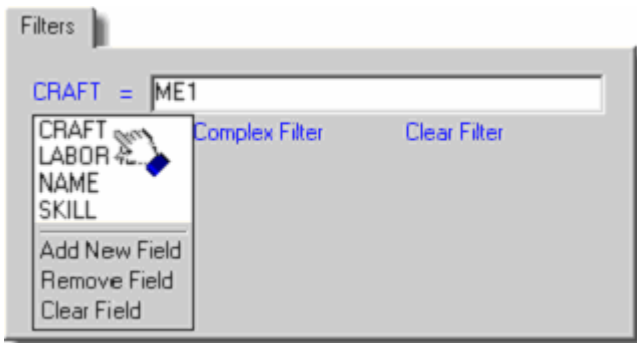 Filters
CRAFT = ME1
CRAFT Complex Filter Clear Filter
LABOR
NAME
SKILL
Add New Field
Remove Field
Clear Field